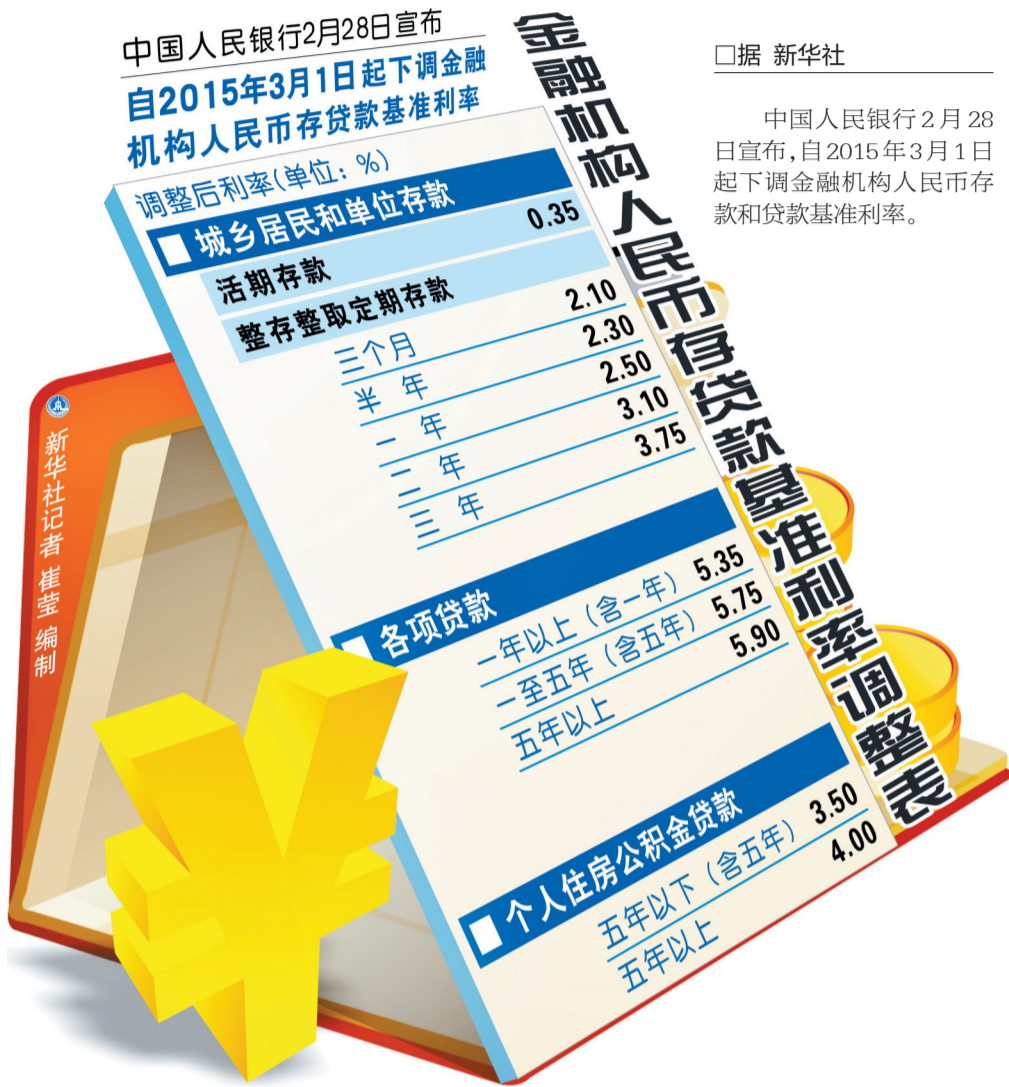 中国人民银行2月28日宣布
自2015年3月1日起下调金融
机构人民币存贷款基准利率
金融机构人民币存贷款基准利率调整表
调整后利率(单位:%)
■ 城乡居民和单位存款
活期存款 0.35
整存整取定期存款
三个月 2.10
半 年 2.30
一 年 2.50
二 年 3.10
三 年 3.75
■ 各项贷款
一年以上(含一年) 5.35
一至五年(含五年) 5.75
五年以上 5.90
■ 个人住房公积金贷款
五年以下(含五年) 3.50
五年以上 4.00
新华社记者 崔莹 编制
□据 新华社
中国人民银行2月28
日宣布,自2015年3月1日
起下调金融机构人民币存
款和贷款基准利率。